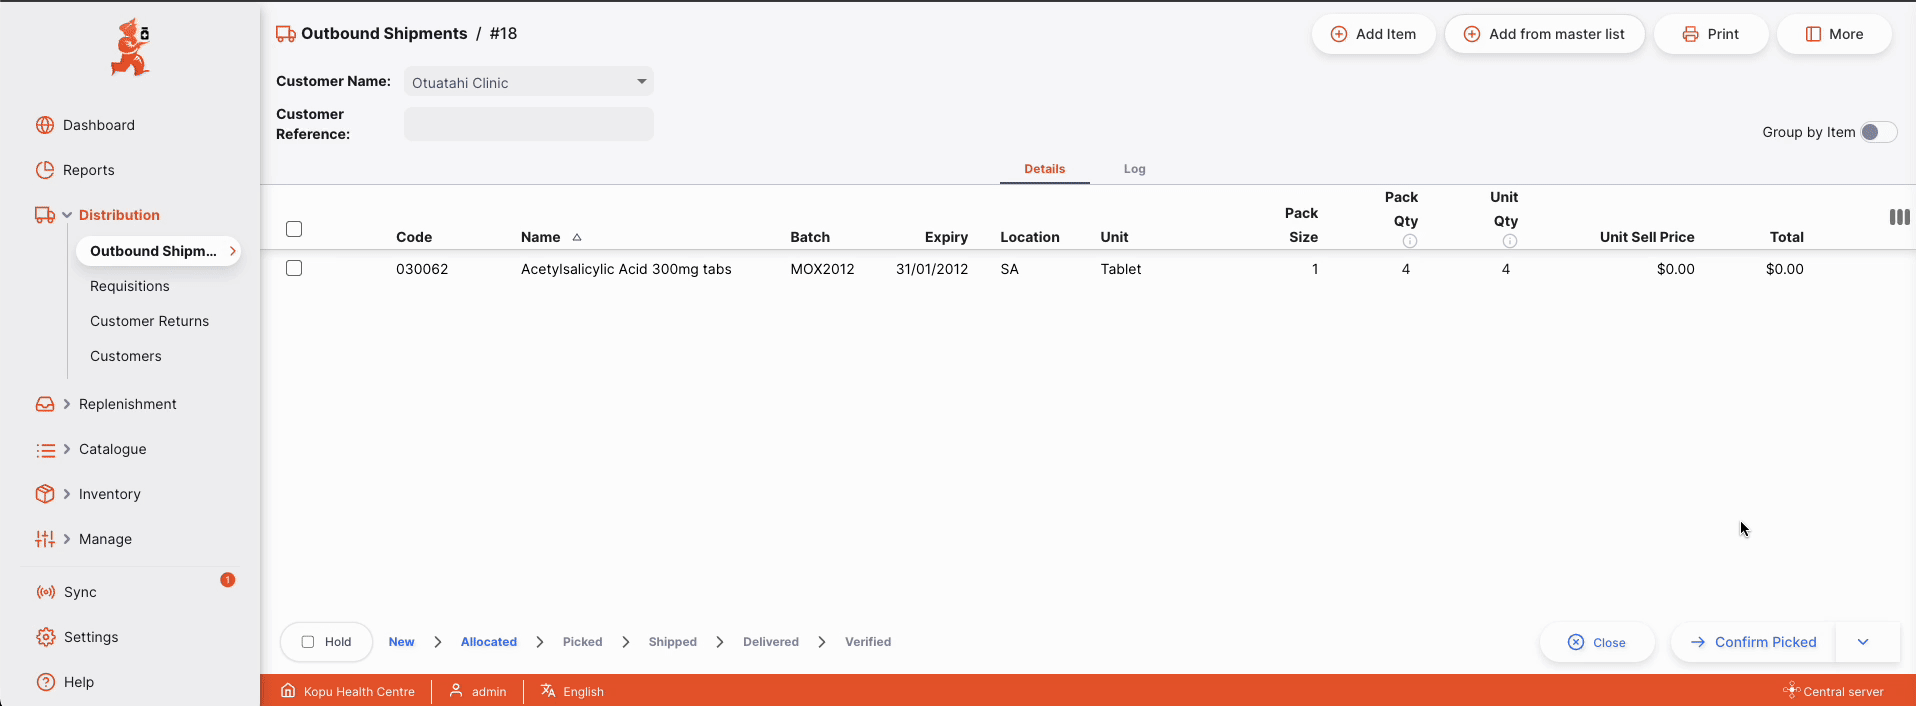 Outbound Shipments / #18
Add Item
Add from master list
Print
More
Customer Name: Otuatahi Clinic
Customer Reference:
Group by Item
Dashboard
Reports
Distribution
Outbound Shipm...
Requisitions
Customer Returns
Customers
Replenishment
Catalogue
Inventory
Manage
Sync 1
Settings
Help
Details Log
Code Name Batch Expiry Location Unit Pack Size Pack Qty Unit Qty Unit Sell Price Total
030062 Acetylsalicylic Acid 300mg tabs MOX2012 31/01/2012 SA Tablet 1 4 4 $0.00 $0.00
Hold New Allocated Picked Shipped Delivered Verified
Close
Confirm Picked
Kopu Health Centre admin English Central server